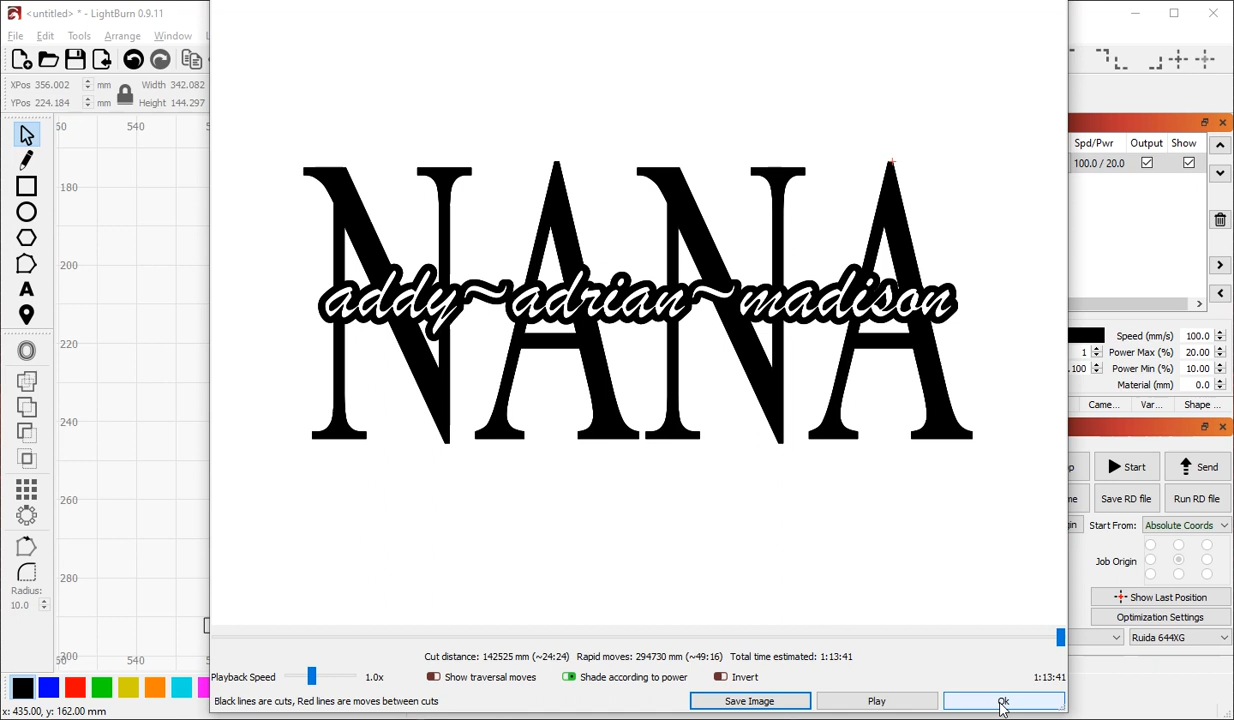 <untitled> * - LightBurn 0.9.11
File Edit Tools Arrange Window
XPos 356.002 mm Width 342.082
YPos 224.184 mm Height 144.297
540
180
200
220
240
260
280
300
540
Radius:
10.0
NANA
addy~adrian~madison
Cut distance: 142525 mm (~24:24) Rapid moves: 294730 mm (~49:16) Total time estimated: 1:13:41
Playback Speed 1.0x Show traversal moves Shade according to power Invert 1:13:41
Black lines are cuts, Red lines are moves between cuts Save Image Play Ok
x: 435.00, y: 162.00 mm
Spd/Pwr Output Show
100.0 / 20.0
Speed (mm/s) 100.0
1 Power Max (%) 20.00
.100 Power Min (%) 10.00
Material (mm) 0.0
Came... Var... Shape ...
Start Send
Save RD file Run RD file
Start From: Absolute Coords
Job Origin
Show Last Position
Optimization Settings
Ruida 644XG